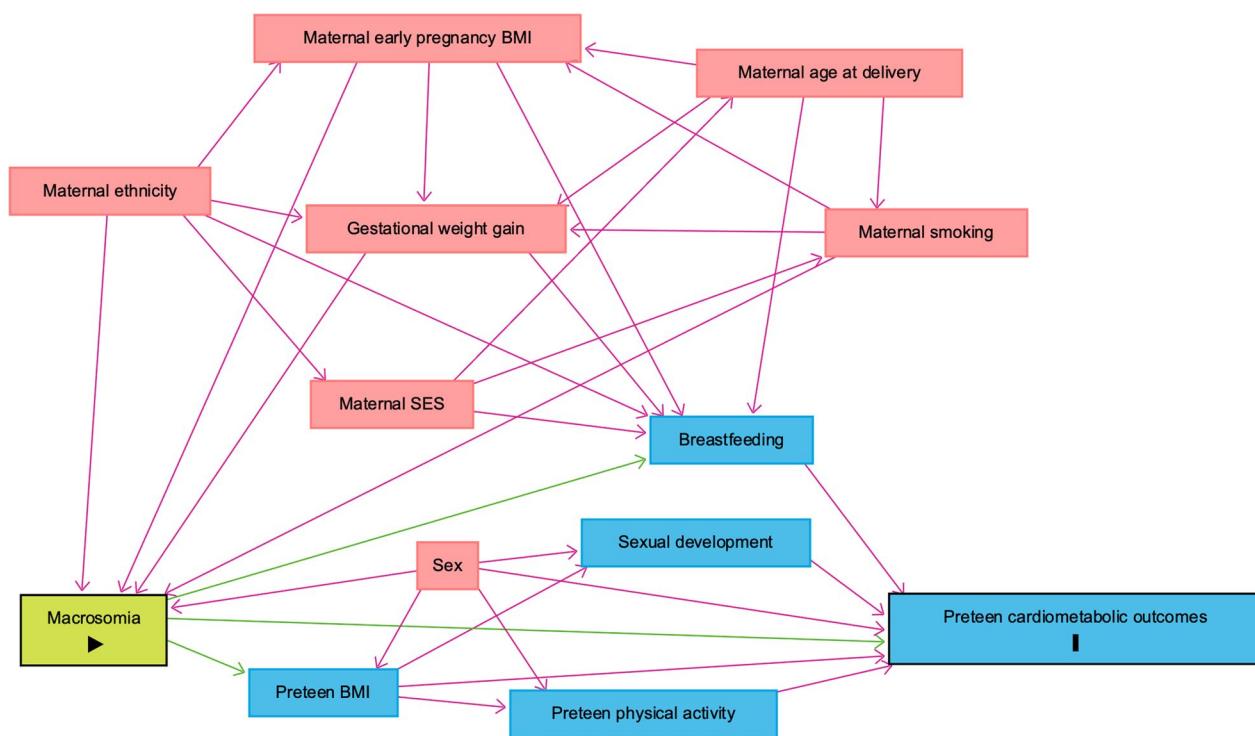 Maternal early pregnancy BMI
Maternal age at delivery
Maternal ethnicity
Gestational weight gain
Maternal smoking
Maternal SES
Breastfeeding
Sexual development
Sex
Macrosomia
Preteen cardiometabolic outcomes
Preteen BMI
Preteen physical activity